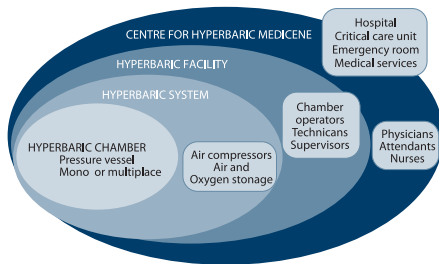 CENTRE FOR HYPERBARIC MEDICENE
Hospital
Critical care unit
Emergency room
Medical services
HYPERBARIC FACILITY
HYPERBARIC SYSTEM
Chamber
operators
Technicans
Supervisors
Physicians
Attendants
Nurses
HYPERBARIC CHAMBER
Pressure vessel
Mono or multiplace
Air compressors
Air and
Oxygen stonage